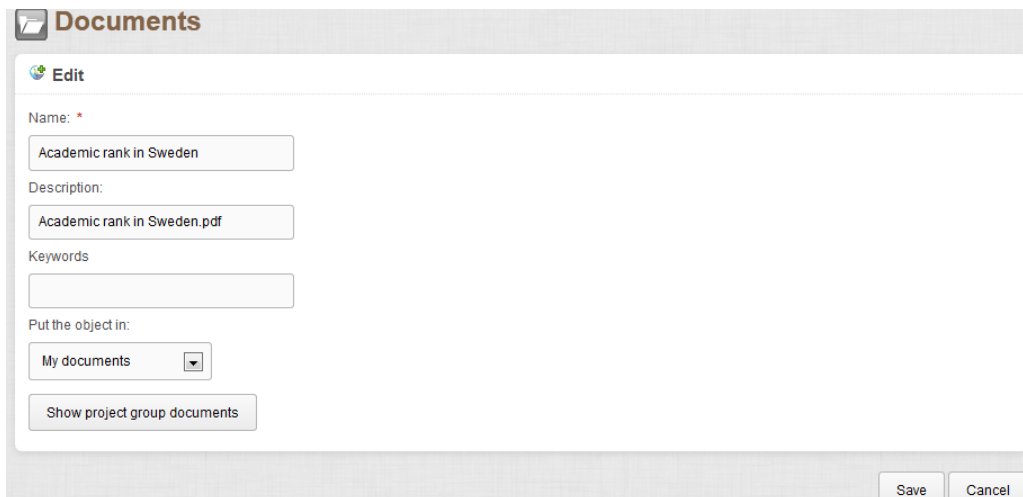 Documents
Edit
Name: *
Academic rank in Sweden
Description:
Academic rank in Sweden.pdf
Keywords
Put the object in:
My documents
Show project group documents
Save Cancel